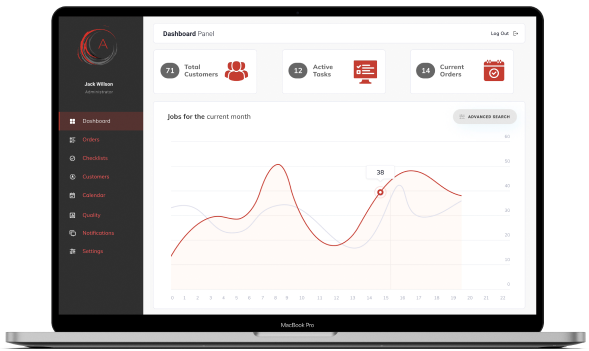 A
Jack Willson
Administrator
Dashboard
Orders
Checklists
Customers
Calendar
Quality
Notifications
Settings
Dashboard Panel
Log Out
71
Total
Customers
12
Active
Tasks
14
Current
Orders
Jobs for the current month
ADVANCED SEARCH
38
60
50
40
30
20
10
0
0 1 2 3 4 5 6 7 8 9 10 11 12 13 14 15 16 17 18 19 20 21 22
MacBook Pro